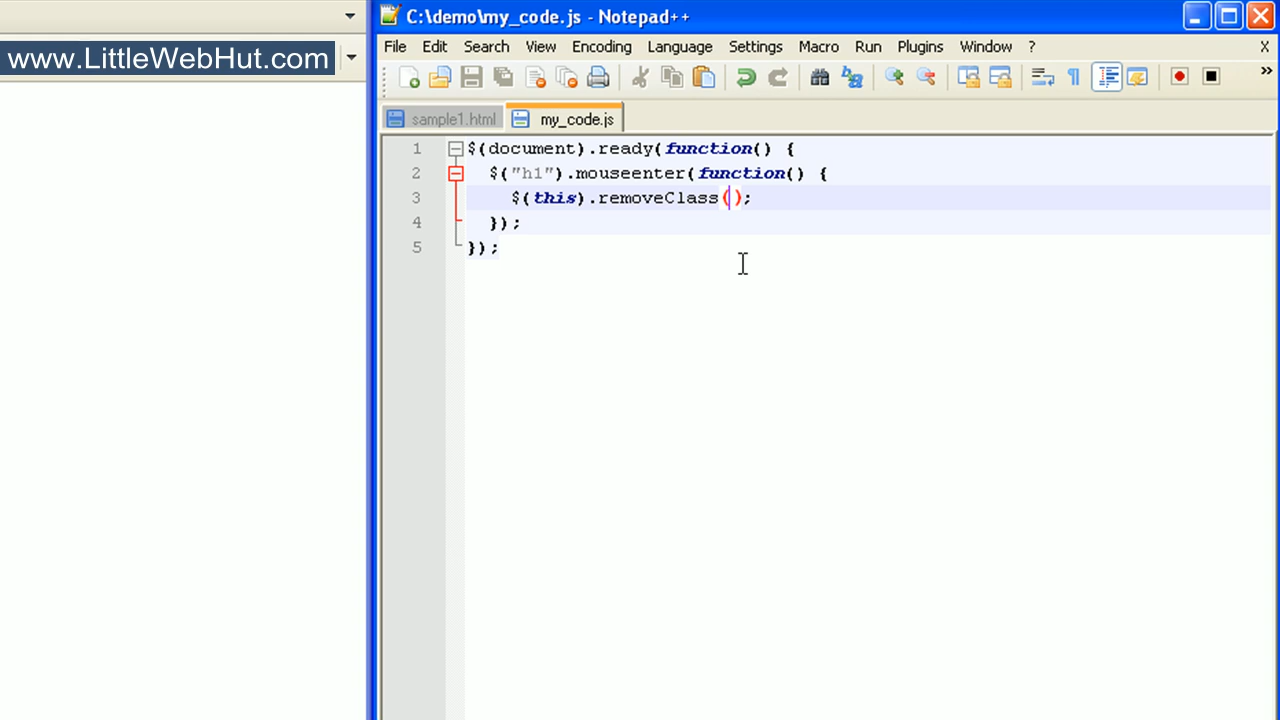 www.LittleWebHut.com
C:\demo\my_code.js - Notepad++
File Edit Search View Encoding Language Settings Macro Run Plugins Window ? X
sample1.html my_code.js
1 $(document).ready(function() {
2 $("h1").mouseenter(function() {
3 $(this).removeClass();
4 });
5 });